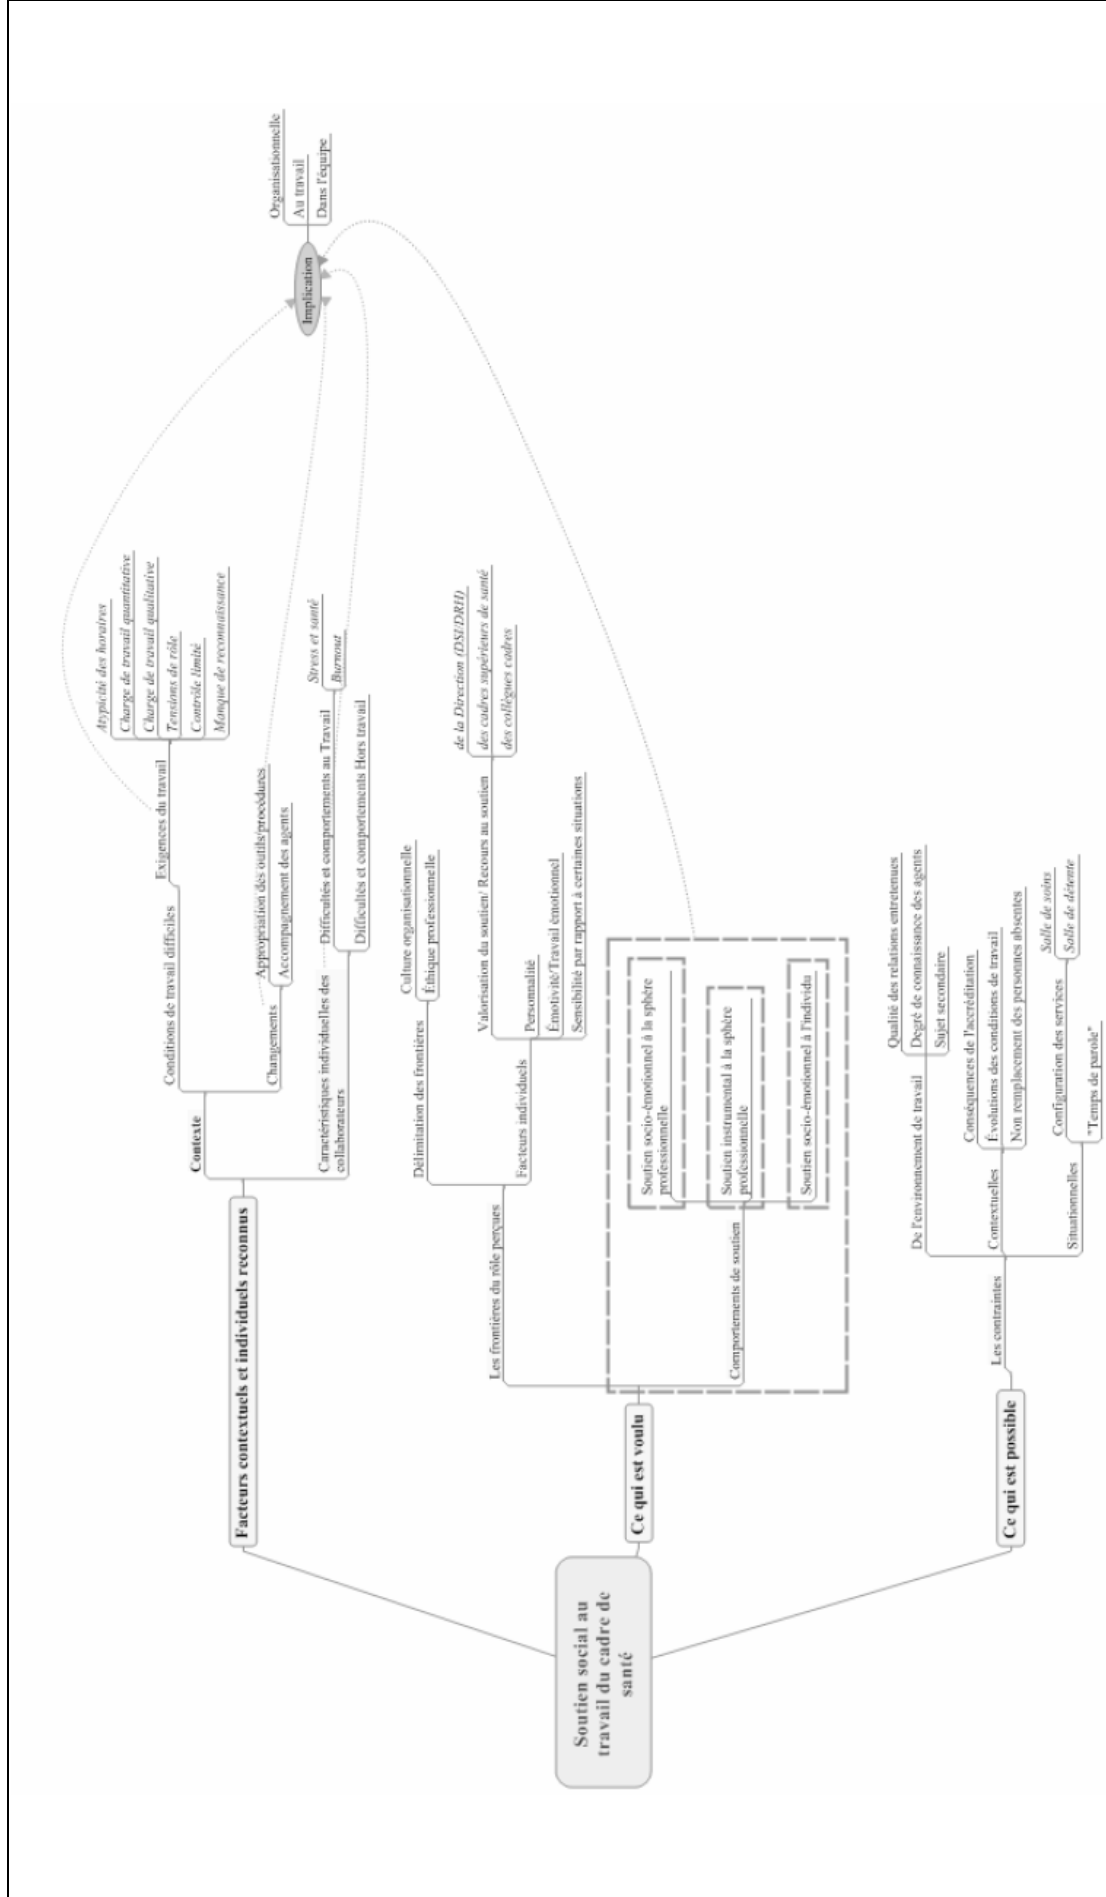 Soutien social au
travail du cadre de
santé
Facteurs contextuels et individuels reconnus
Contexte
Conditions de travail difficiles
Exigences du travail
Atypicité des horaires
Charge de travail quantitative
Charge de travail qualitative
Tensions de rôle
Contrôle limité
Manque de reconnaissance
Changements
Appropriation des outils/procédures
Accompagnement des agents
Caractéristiques individuelles des
collaborateurs
Difficultés et comportements au Travail
Stress et santé
Burnout
Difficultés et comportements Hors travail
Implication
Organisationnelle
Au travail
Dans l'équipe
Ce qui est voulu
Les frontières du rôle perçues
Délimitation des frontières
Culture organisationnelle
Éthique professionnelle
Facteurs individuels
Valorisation du soutien/ Recours au soutien
de la Direction (DSI/DRH)
des cadres supérieurs de santé
des collègues cadres
Personnalité
Émotivité/Travail émotionnel
Sensibilité par rapport à certaines situations
Comportements de soutien
Soutien socio-émotionnel à la sphère
professionnelle
Soutien instrumental à la sphère
professionnelle
Soutien socio-émotionnel à l'individu
Ce qui est possible
Les contraintes
De l'environnement de travail
Qualité des relations entretenues
Degré de connaissance des agents
Sujet secondaire
Contextuelles
Conséquences de l'accréditation
Évolutions des conditions de travail
Non remplacement des personnes absentes
Situationnelles
Configuration des services
Salle de soins
Salle de détente
"Temps de parole"